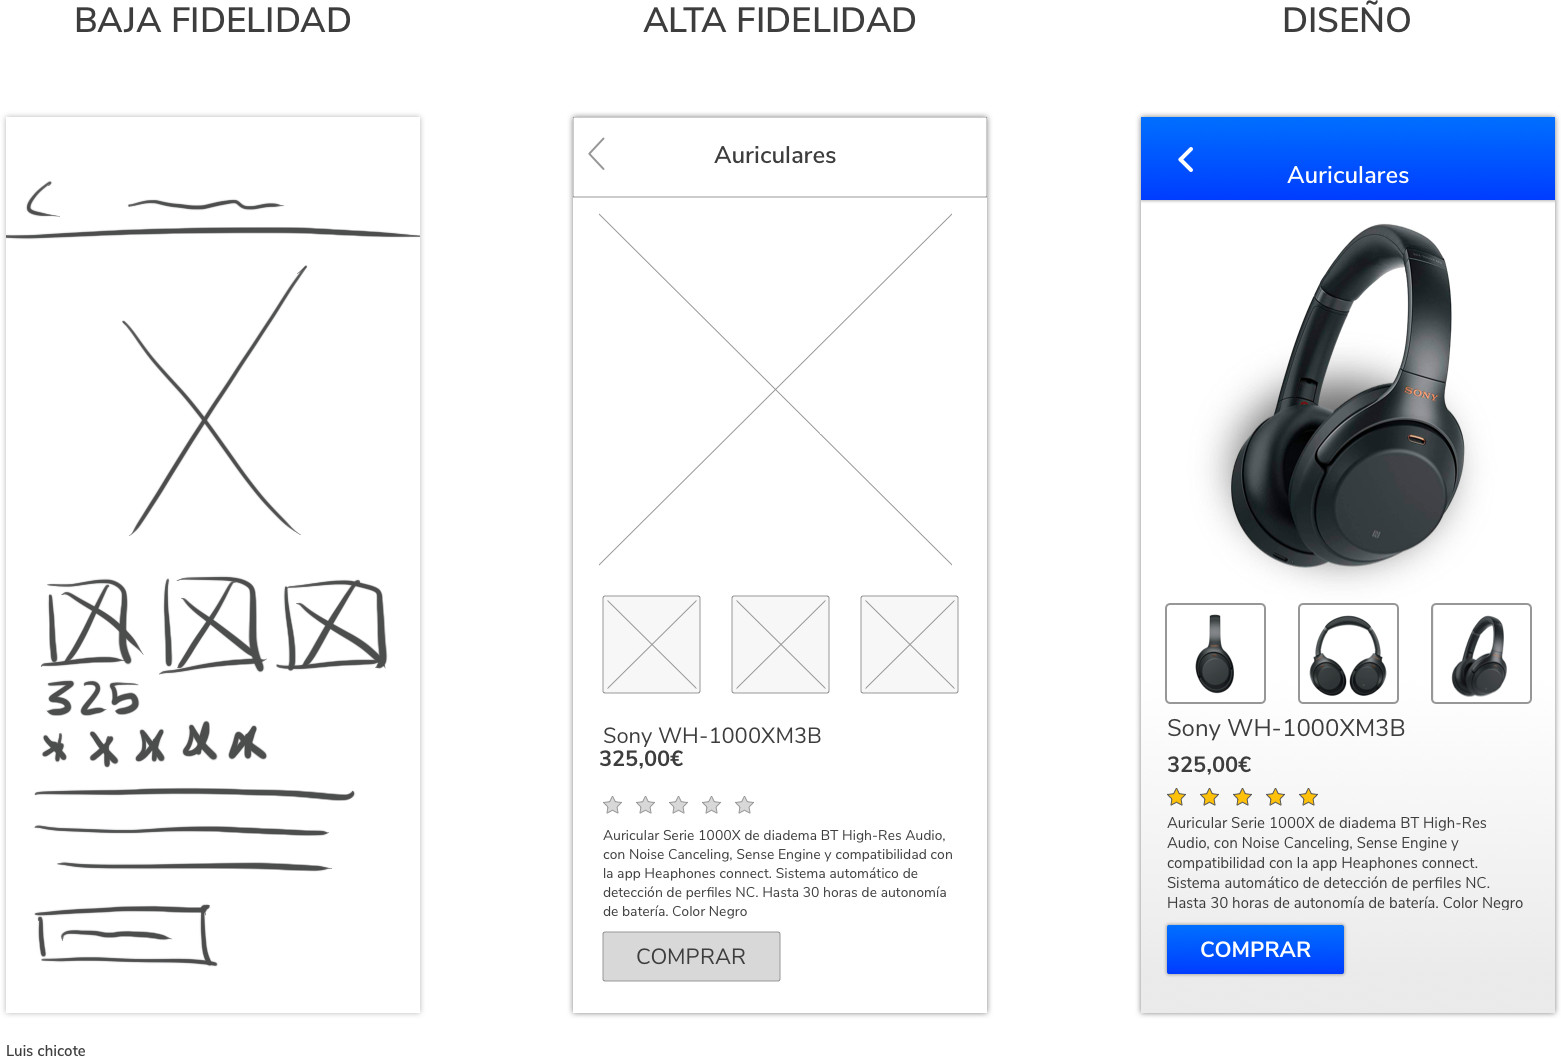 BAJA FIDELIDAD
ALTA FIDELIDAD
DISEÑO
325
Auriculares
Sony WH-1000XM3B
325,00€
Auricular Serie 1000X de diadema BT High-Res Audio,
con Noise Canceling, Sense Engine y compatibilidad con
la app Heaphones connect. Sistema automático de
detección de perfiles NC. Hasta 30 horas de autonomía
de batería. Color Negro
COMPRAR
Auriculares
SONY
Sony WH-1000XM3B
325,00€
Auricular Serie 1000X de diadema BT High-Res
Audio, con Noise Canceling, Sense Engine y
compatibilidad con la app Heaphones connect.
Sistema automático de detección de perfiles NC.
Hasta 30 horas de autonomía de batería. Color Negro
COMPRAR
Luis chicote